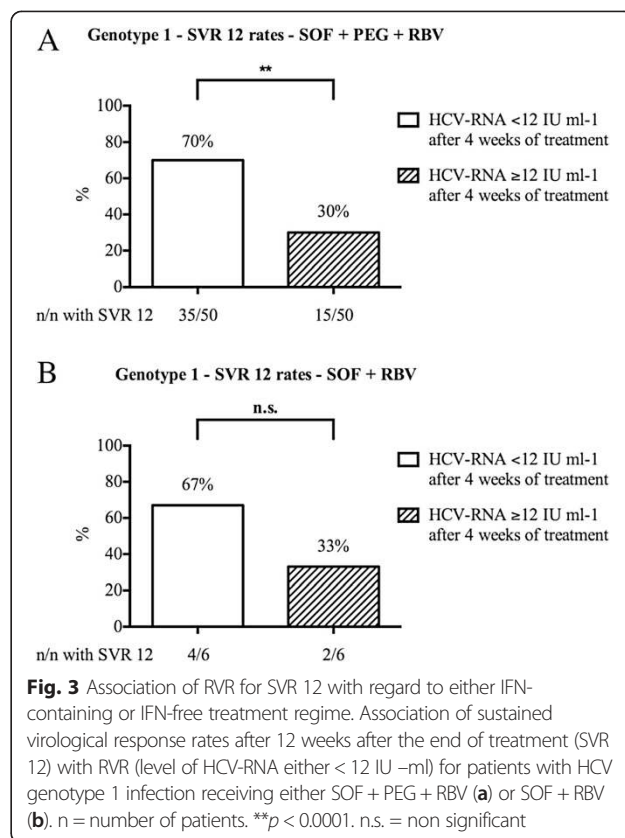 A
Genotype 1 - SVR 12 rates - SOF + PEG + RBV
**
100
80
60
40
20
0
%
70%
30%
HCV-RNA <12 IU ml-1
after 4 weeks of treatment
HCV-RNA ≥12 IU ml-1
after 4 weeks of treatment
n/n with SVR 12 35/50 15/50
B
Genotype 1 - SVR 12 rates - SOF + RBV
n.s.
100
80
60
40
20
0
%
67%
33%
HCV-RNA <12 IU ml-1
after 4 weeks of treatment
HCV-RNA ≥12 IU ml-1
after 4 weeks of treatment
n/n with SVR 12 4/6 2/6
Fig. 3 Association of RVR for SVR 12 with regard to either IFN-
containing or IFN-free treatment regime. Association of sustained
virological response rates after 12 weeks after the end of treatment (SVR
12) with RVR (level of HCV-RNA either < 12 IU –ml) for patients with HCV
genotype 1 infection receiving either SOF + PEG + RBV (a) or SOF + RBV
(b). n = number of patients. **p < 0.0001. n.s. = non significant